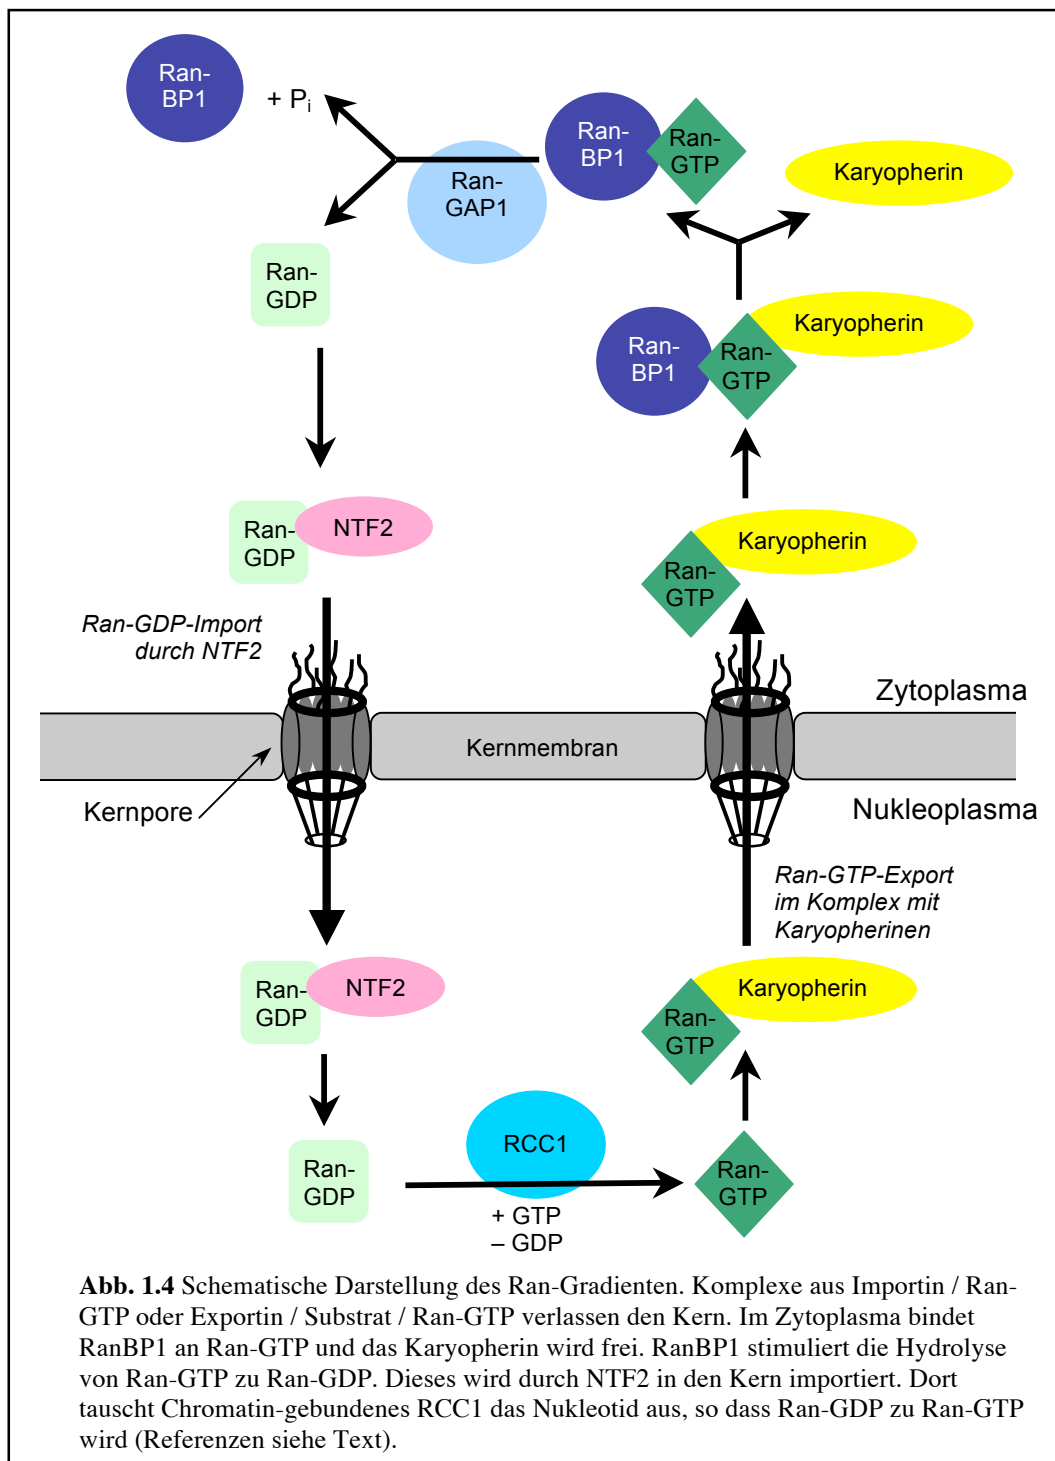 Ran-
BP1
+ Pi
Ran-
GAP1
Ran-
BP1
Ran-
GTP
Karyopherin
Ran-
GDP
Ran-
BP1
Ran-
GTP
Karyopherin
Ran-
GDP
NTF2
Ran-
GTP
Karyopherin
Ran-GDP-Import
durch NTF2
Zytoplasma
Kernmembran
Kernpore
Nukleoplasma
Ran-GTP-Export
im Komplex mit
Karyopherinen
Ran-
GDP
NTF2
Ran-
GTP
Karyopherin
Ran-
GDP
RCC1
+ GTP
– GDP
Ran-
GTP
Abb. 1.4 Schematische Darstellung des Ran-Gradienten. Komplexe aus Importin / Ran-
GTP oder Exportin / Substrat / Ran-GTP verlassen den Kern. Im Zytoplasma bindet
RanBP1 an Ran-GTP und das Karyopherin wird frei. RanBP1 stimuliert die Hydrolyse
von Ran-GTP zu Ran-GDP. Dieses wird durch NTF2 in den Kern importiert. Dort
tauscht Chromatin-gebundenes RCC1 das Nukleotid aus, so dass Ran-GDP zu Ran-GTP
wird (Referenzen siehe Text).